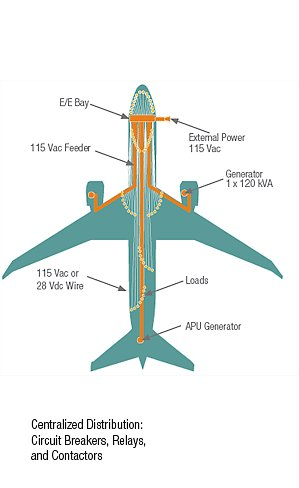 E/E Bay
External Power
115 Vac
115 Vac Feeder
Generator
1 x 120 kVA
115 Vac or
28 Vdc Wire
Loads
APU Generator
Centralized Distribution:
Circuit Breakers, Relays,
and Contactors